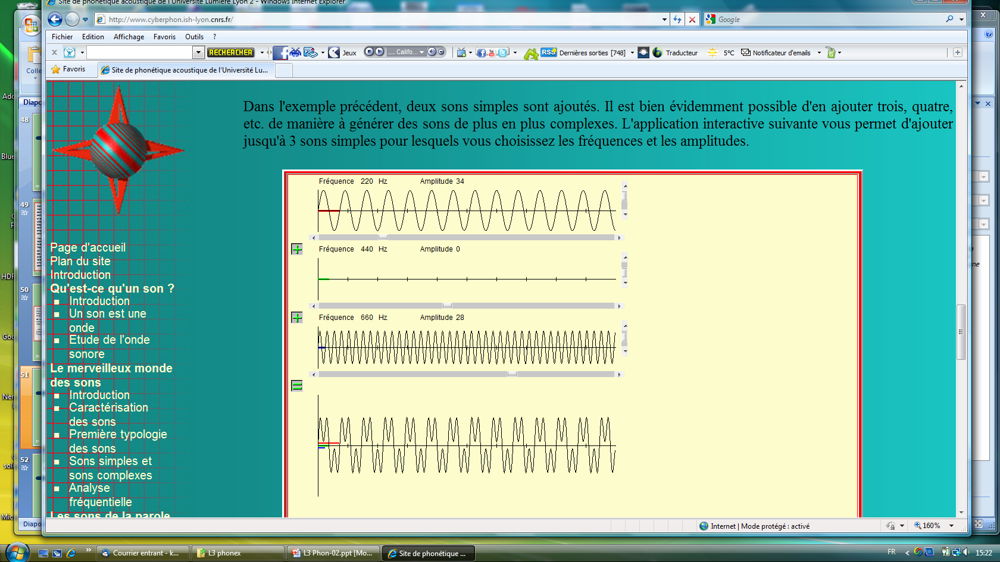 Site de phonétique acoustique de l'Université Lumière Lyon 2 - Windows Internet Explorer
http://www.cyberphon.ish-lyon.cnrs.fr/
Google
Fichier Edition Affichage Favoris Outils ?
RECHERCHER Jeux ..... Califo... RSS Dernières sorties [748] Traducteur 5°C Notificateur d'emails
Favoris Site de phonétique acoustique de l'Université Lu...
Colle
Diapo
48
49
50
51
52
Dans l'exemple précédent, deux sons simples sont ajoutés. Il est bien évidemment possible d'en ajouter trois, quatre,
etc. de manière à générer des sons de plus en plus complexes. L'application interactive suivante vous permet d'ajouter
jusqu'à 3 sons simples pour lesquels vous choisissez les fréquences et les amplitudes.
Fréquence 220 Hz Amplitude 34
Fréquence 440 Hz Amplitude 0
Fréquence 660 Hz Amplitude 28
Page d'accueil
Plan du site
Introduction
Qu'est-ce qu'un son ?
Introduction
Un son est une
onde
Etude de l'onde
sonore
Le merveilleux monde
des sons
Introduction
Caractérisation
des sons
Première typologie
des sons
Sons simples et
sons complexes
Analyse
fréquentielle
Les sons de la parole
Diapo
Internet | Mode protégé : activé
160%
Courrier entrant - k...
L3 phonex
L3 Phon-02.ppt [Mo...
Site de phonétique ...
FR
15:22